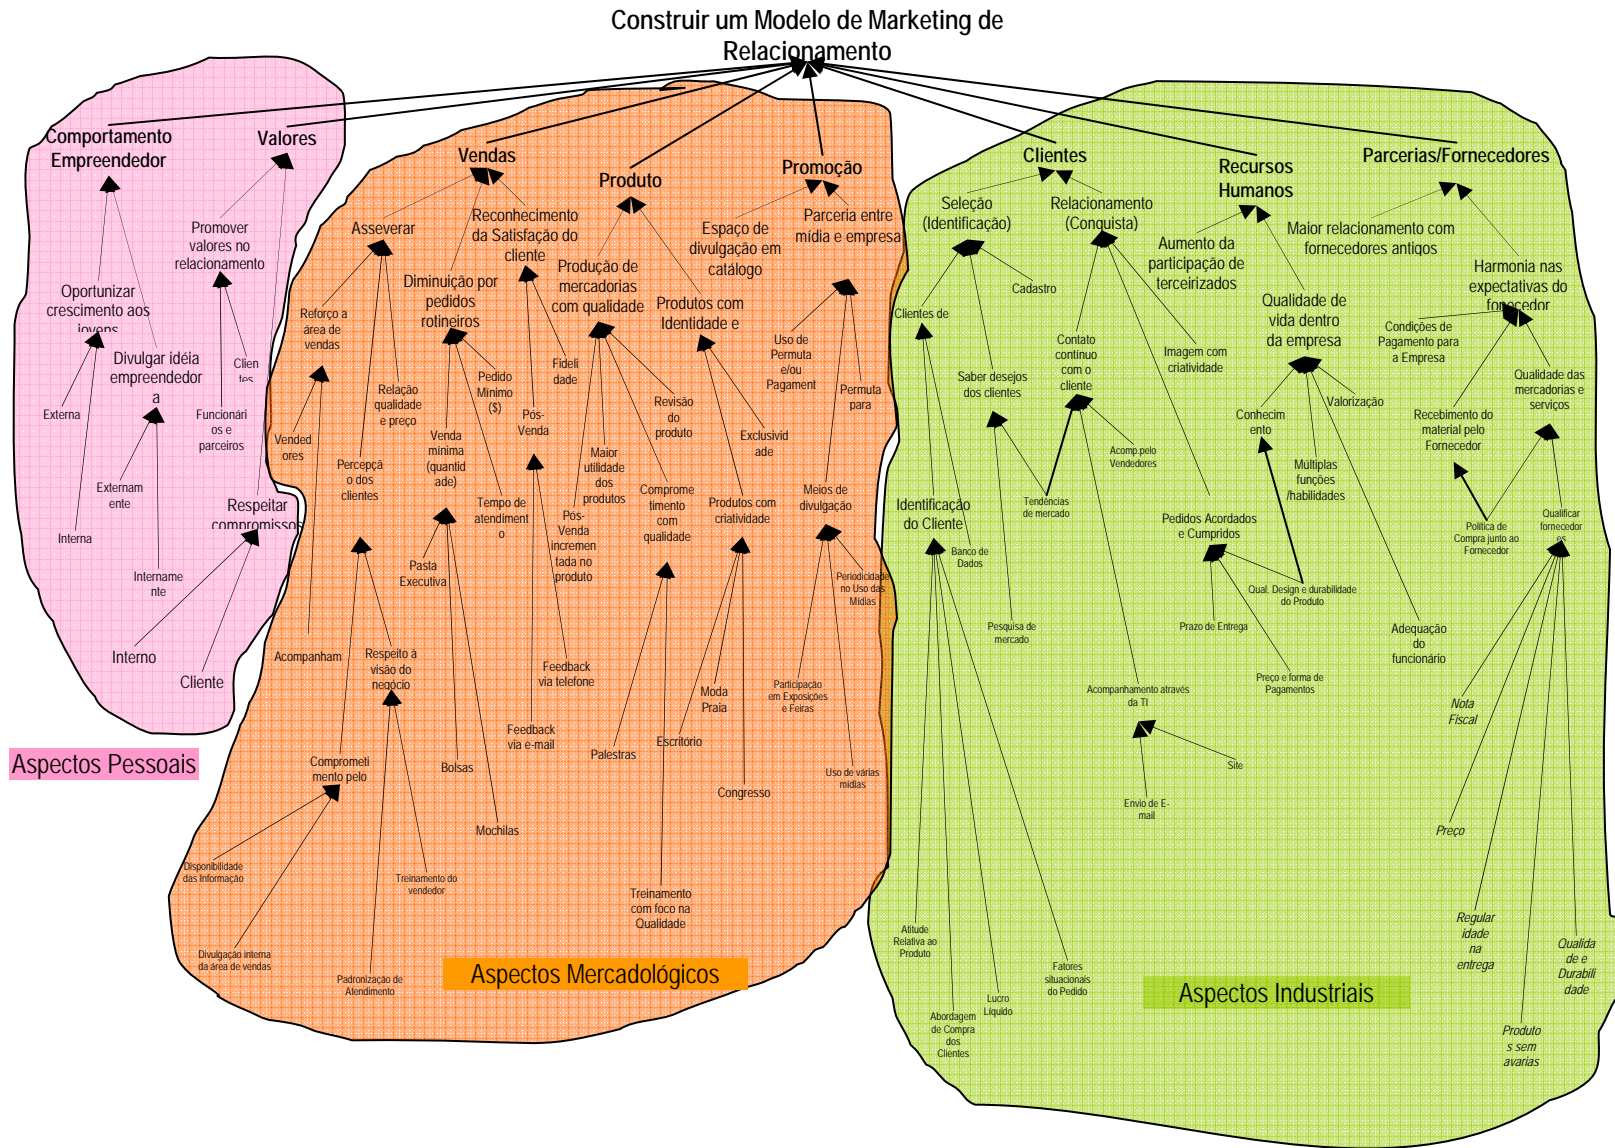 Construir um Modelo de Marketing de
Relacionamento
Comportamento
Empreendedor
Valores
Promover
valores no
relacionamento
Oportunizar
crescimento aos
jovens
Divulgar idéia
empreendedor
a
Clien
tes
Externa
Funcionári
os e
parceiros
Externam
ente
Interna
Respeitar
compromissos
Intername
nte
Interno
Cliente
Aspectos Pessoais
Vendas
Produto
Promoção
Asseverar
Reconhecimento
da Satisfação do
cliente
Espaço de
divulgação em
catálogo
Parceria entre
mídia e empresa
Diminuição por
pedidos
rotineiros
Produção de
mercadorias
com qualidade
Produtos com
Identidade e
Reforço a
área de
vendas
Uso de
Permuta
e/ou
Pagament
Permuta
para
Relação
qualidade
e preço
Pedido
Mínimo
($)
Fideli
dade
Pós-
Venda
Revisão
do
produto
Exclusivid
ade
Vended
ores
Venda
mínima
(quantid
ade)
Maior
utilidade
dos
produtos
Percepçã
o dos
clientes
Comprome
timento
com
qualidade
Produtos com
criatividade
Meios de
divulgação
Tempo de
atendiment
o
Pós-
Venda
incremen
tada no
produto
Pasta
Executiva
Periodicidade
no Uso das
Mídias
Acompanham
Respeito à
visão do
negócio
Feedback
via telefone
Moda
Praia
Participação
em Exposições
e Feiras
Feedback
via e-mail
Palestras
Escritório
Comprometi
mento pelo
Bolsas
Uso de várias
mídias
Congresso
Mochilas
Disponibilidade
das Informação
Treinamento do
vendedor
Treinamento
com foco na
Qualidade
Divulgação interna
da área de vendas
Padronização de
Atendimento
Aspectos Mercadológicos
Clientes
Recursos
Humanos
Parcerias/Fornecedores
Seleção
(Identificação)
Relacionamento
(Conquista)
Aumento da
participação de
terceirizados
Maior relacionamento com
fornecedores antigos
Harmonia nas
expectativas do
fornecedor
Cadastro
Clientes de
Qualidade de
vida dentro
da empresa
Condições de
Pagamento para
a Empresa
Contato
contínuo
com o
cliente
Imagem com
criatividade
Saber desejos
dos clientes
Qualidade das
mercadorias e
serviços
Valorização
Conhecim
ento
Recebimento do
material pelo
Fornecedor
Acomp.pelo
Vendedores
Múltiplas
funções
/habilidades
Identificação
do Cliente
Tendências
de mercado
Pedidos Acordados
e Cumpridos
Política de
Compra junto ao
Fornecedor
Qualificar
fornecedor
es
Banco de
Dados
Qual. Design e durabilidade
do Produto
Pesquisa de
mercado
Prazo de Entrega
Adequação
do
funcionário
Acompanhamento através
da TI
Preço e forma de
Pagamentos
Nota
Fiscal
Site
Envio de E-
mail
Preço
Atitude
Relativa ao
Produto
Regular
idade
na
entrega
Qualida
de e
Durabili
dade
Fatores
situacionais
do Pedido
Lucro
Líquido
Abordagem
de Compra
dos
Clientes
Produto
s sem
avarias
Aspectos Industriais